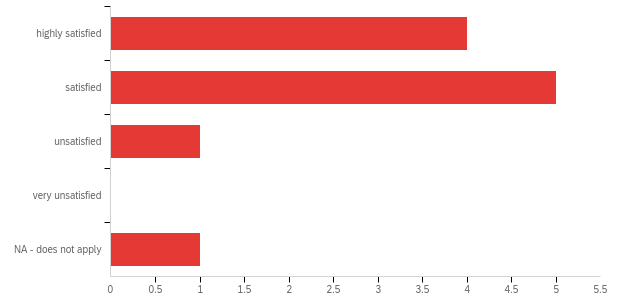 highly satisfied
satisfied
unsatisfied
very unsatisfied
NA - does not apply
0 0.5 1 1.5 2 2.5 3 3.5 4 4.5 5 5.5